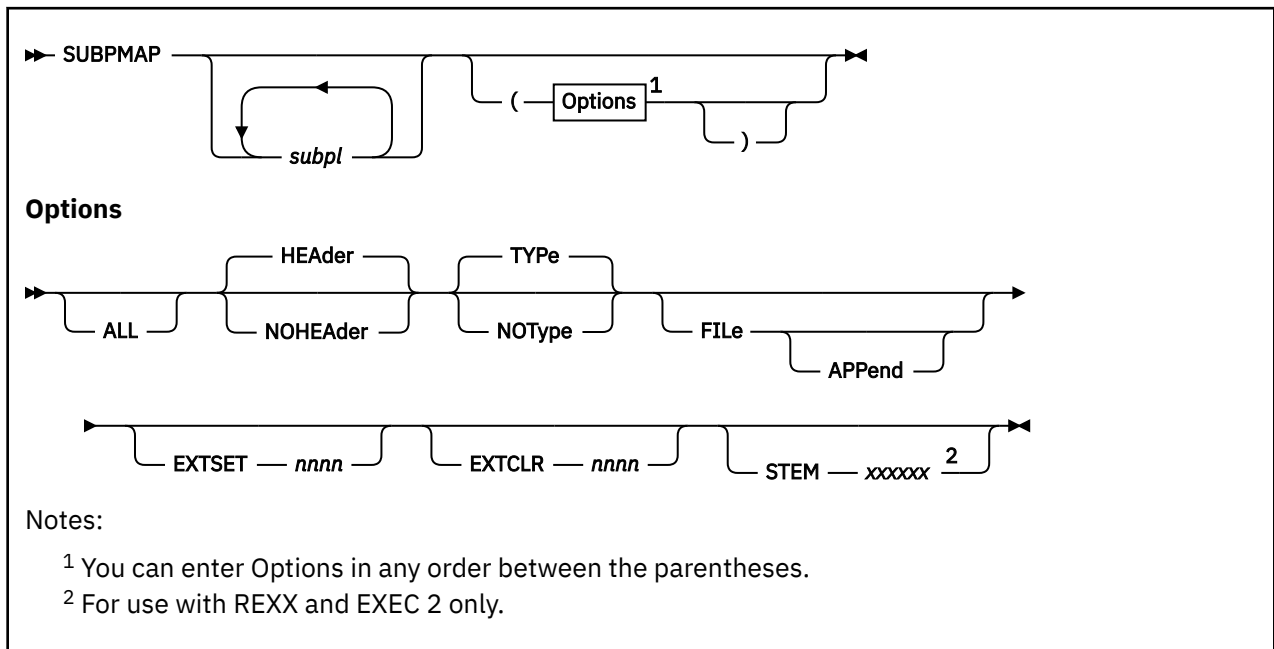 SUBPMAP
subpl
( Options 1
)
Options
ALL
HEAder
NOHEAder
TYPe
NOType
FILe
APPend
EXTSET nnnn
EXTCLR nnnn
STEM xxxxxx 2
Notes:
1 You can enter Options in any order between the parentheses.
2 For use with REXX and EXEC 2 only.